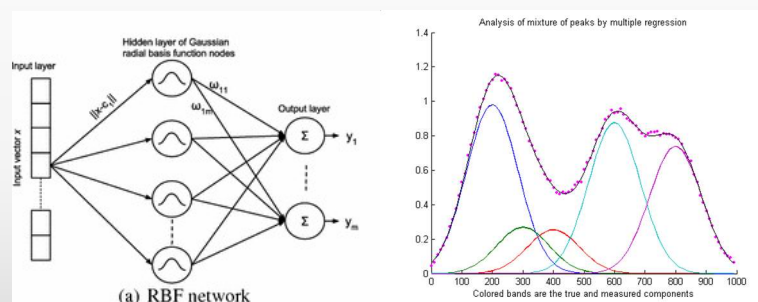 Hidden layer of Gaussian
radial basis function nodes
Input layer
Input vector x
||x-c₁||
ω₁₁
ω₁ₘ
Output layer
Σ
y₁
Σ
yₘ
(a) RBF network
Analysis of mixture of peaks by multiple regression
1.4
1.2
1
0.8
0.6
0.4
0.2
0
0 100 200 300 400 500 600 700 800 900 1000
Colored bands are the true and measured components